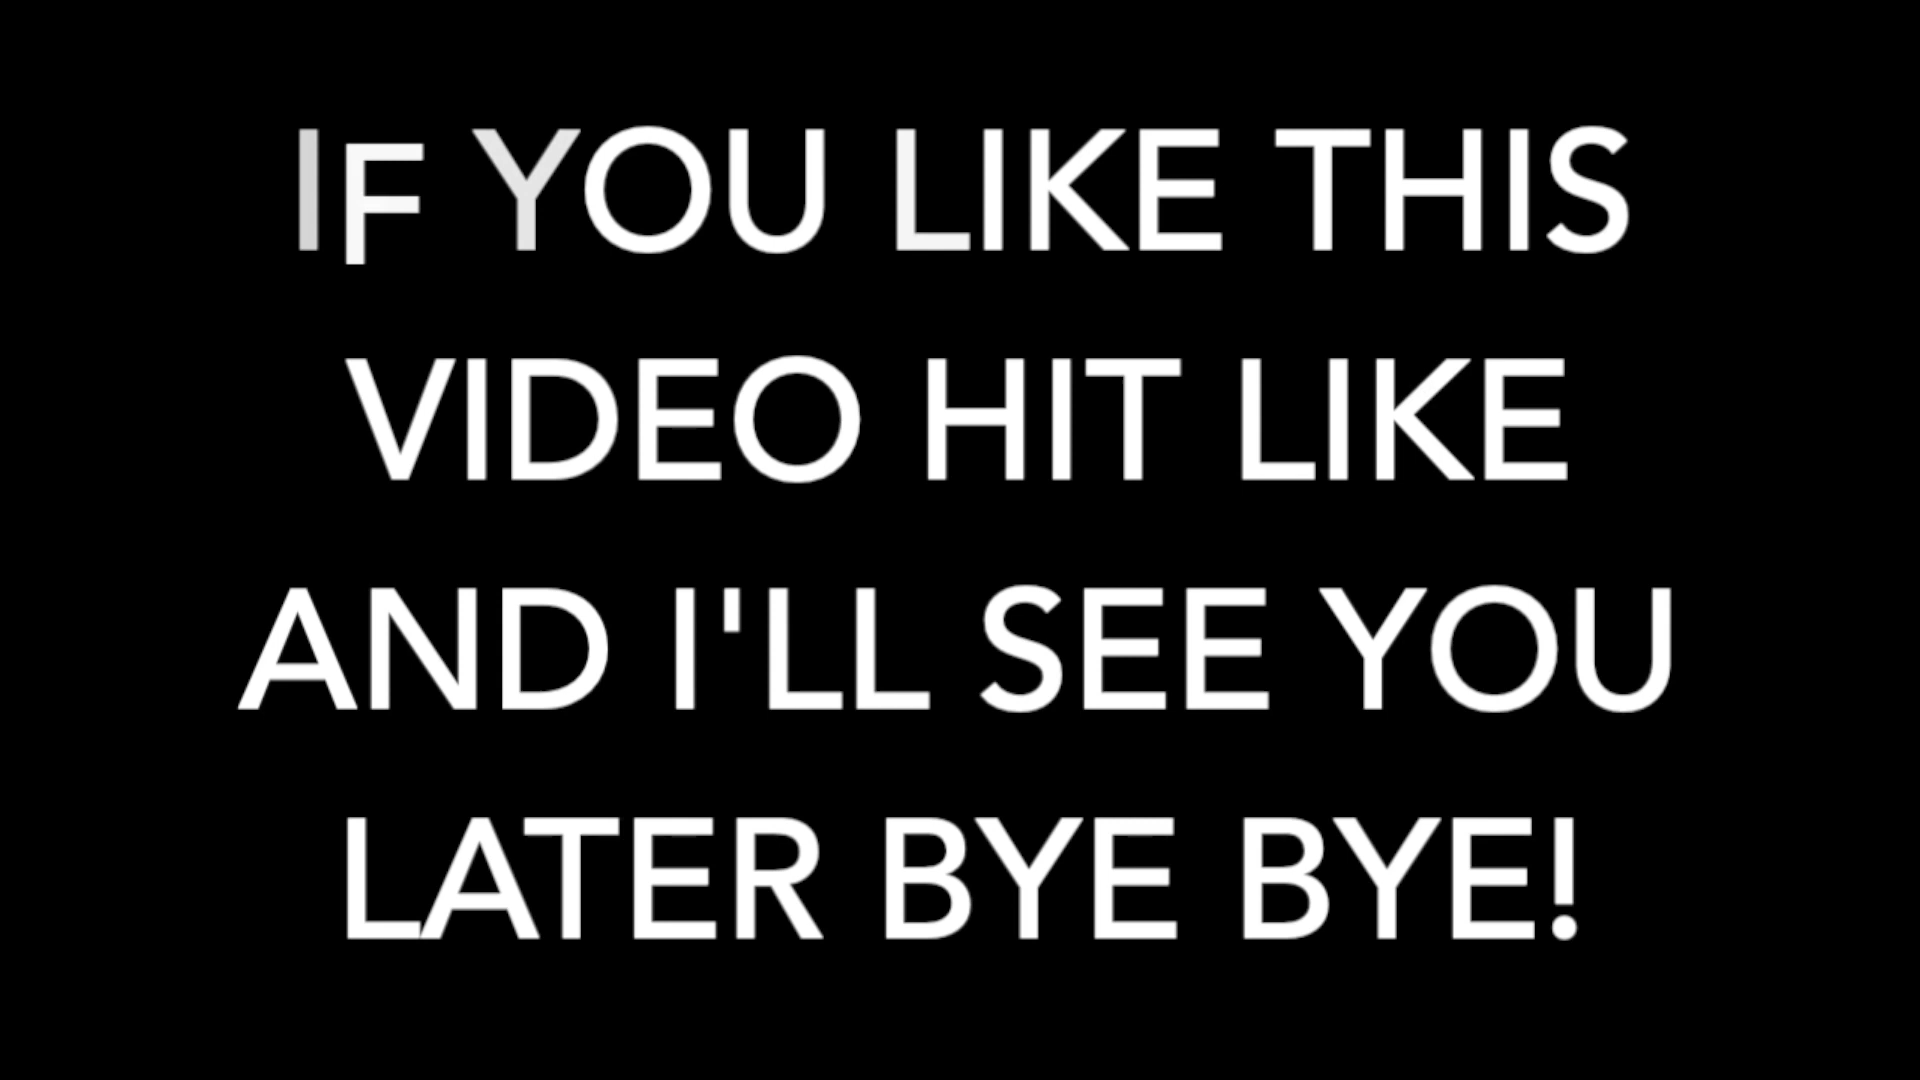 IF YOU LIKE THIS
VIDEO HIT LIKE
AND I'LL SEE YOU
LATER BYE BYE!